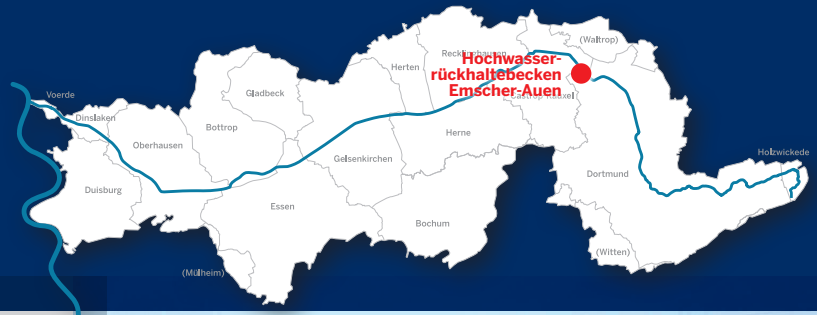 (Waltrop)
Recklinghausen
Hochwasser-
rückhaltebecken
Emscher-Auen
Herten
Castrop-Rauxel
Gladbeck
Voerde
Dinslaken
Bottrop
Oberhausen
Herne
Gelsenkirchen
Holzwickede
Dortmund
Duisburg
Essen
Bochum
(Witten)
(Mülheim)